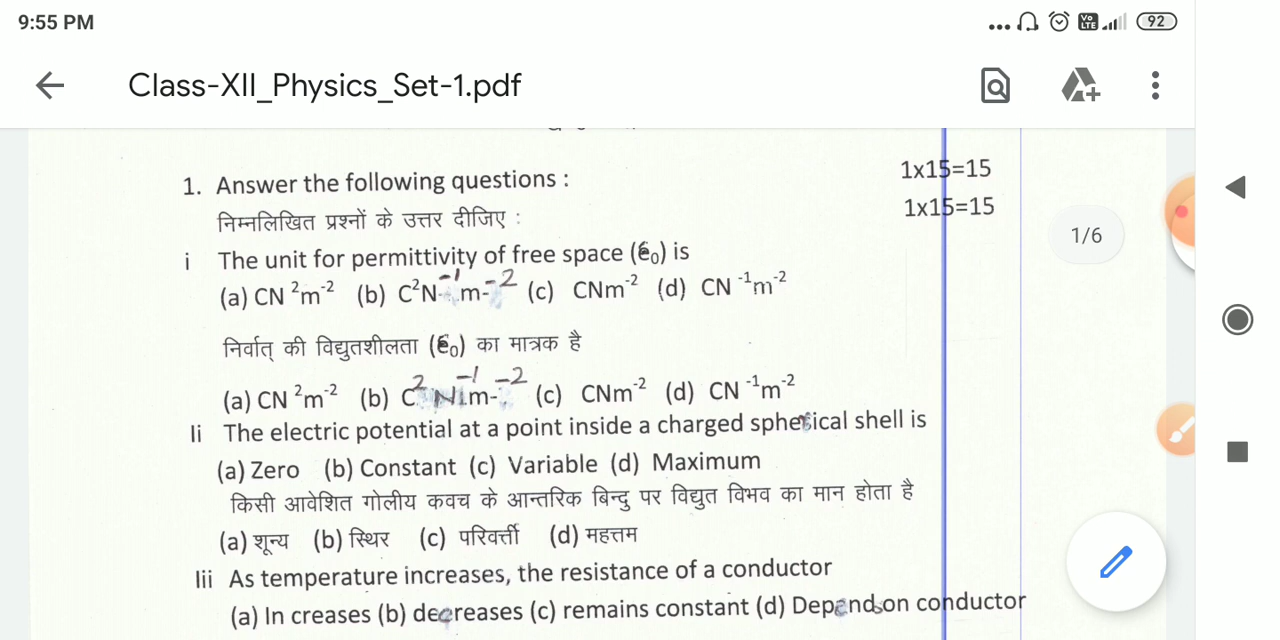 9:55 PM
... Vo LTE 92
Class-XII_Physics_Set-1.pdf
1. Answer the following questions : 1x15=15
निम्नलिखित प्रश्नों के उत्तर दीजिए : 1x15=15
1/6
i The unit for permittivity of free space (ϵ₀) is
(a) CN ²m⁻² (b) C²N⁻¹m⁻² (c) CNm⁻² (d) CN ⁻¹m⁻²
निर्वात् की विद्युतशीलता (ϵ₀) का मात्रक है
(a) CN ²m⁻² (b) C²N⁻¹m⁻² (c) CNm⁻² (d) CN ⁻¹m⁻²
Ii The electric potential at a point inside a charged spherical shell is
(a) Zero (b) Constant (c) Variable (d) Maximum
किसी आवेशित गोलीय कवच के आन्तरिक बिन्दु पर विद्युत विभव का मान होता है
(a) शून्य (b) स्थिर (c) परिवर्त्ती (d) महत्तम
Iii As temperature increases, the resistance of a conductor
(a) In creases (b) decreases (c) remains constant (d) Depends on conductor